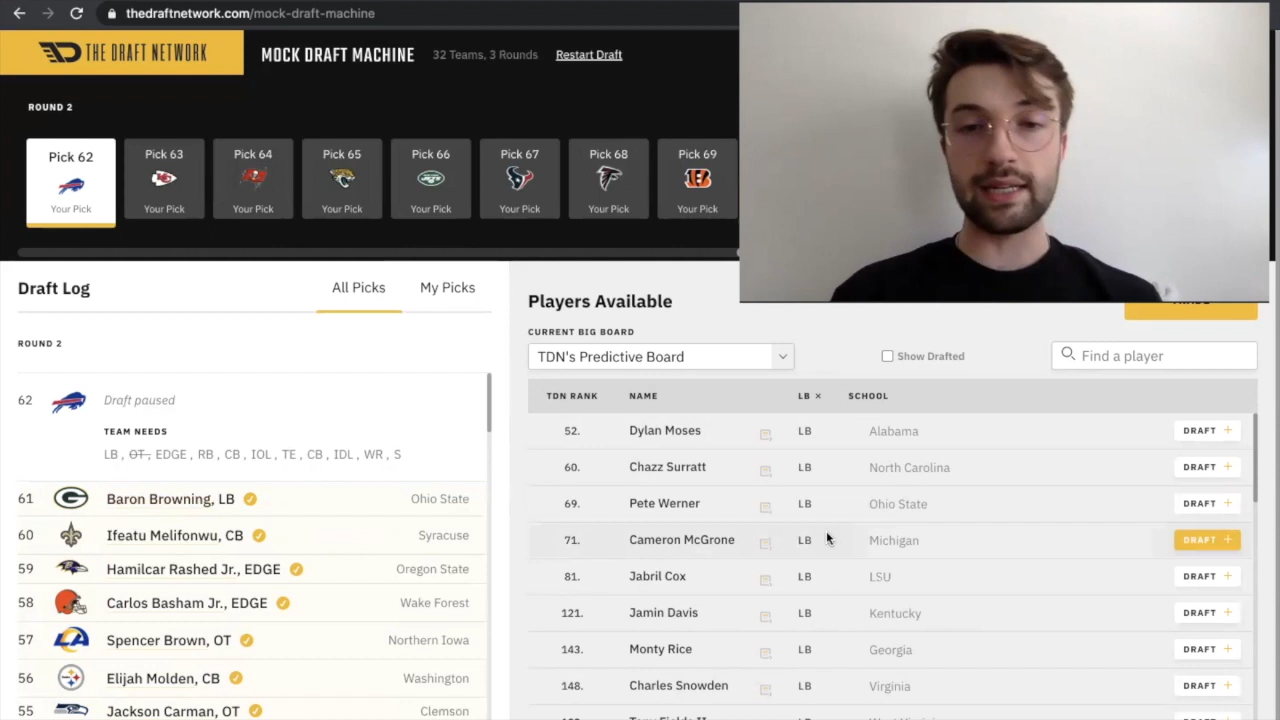 thedraftnetwork.com/mock-draft-machine
THE DRAFT NETWORK
MOCK DRAFT MACHINE
32 Teams, 3 Rounds
Restart Draft
ROUND 2
Pick 62
Pick 63
Pick 64
Pick 65
Pick 66
Pick 67
Pick 68
Pick 69
Your Pick
Your Pick
Your Pick
Your Pick
Your Pick
Your Pick
Your Pick
Your Pick
Draft Log
All Picks
My Picks
ROUND 2
62
Draft paused
TEAM NEEDS
LB , OT , EDGE , RB , CB , IOL , TE , CB , IDL , WR , S
61 Baron Browning, LB Ohio State
60 Ifeatu Melifonwu, CB Syracuse
59 Hamilcar Rashed Jr., EDGE Oregon State
58 Carlos Basham Jr., EDGE Wake Forest
57 Spencer Brown, OT Northern Iowa
56 Elijah Molden, CB Washington
55 Jackson Carman, OT Clemson
Players Available
CURRENT BIG BOARD
TDN's Predictive Board
Show Drafted
Find a player
TDN RANK NAME LB × SCHOOL
52. Dylan Moses LB Alabama DRAFT +
60. Chazz Surratt LB North Carolina DRAFT +
69. Pete Werner LB Ohio State DRAFT +
71. Cameron McGrone LB Michigan DRAFT +
81. Jabril Cox LB LSU DRAFT +
121. Jamin Davis LB Kentucky DRAFT +
143. Monty Rice LB Georgia DRAFT +
148. Charles Snowden LB Virginia DRAFT +